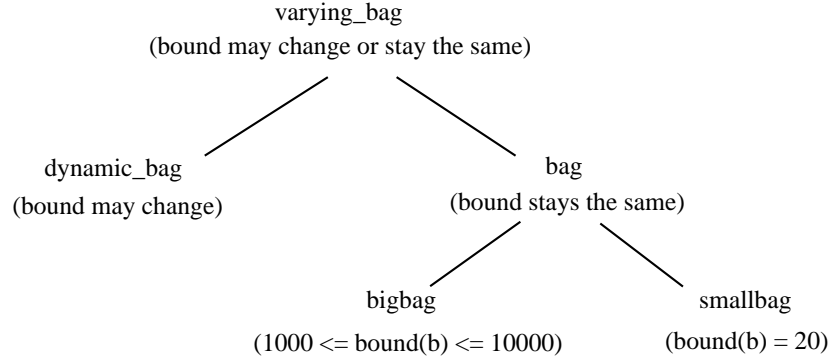 varying_bag
(bound may change or stay the same)
dynamic_bag
(bound may change)
bag
(bound stays the same)
bigbag
(1000 <= bound(b) <= 10000)
smallbag
(bound(b) = 20)